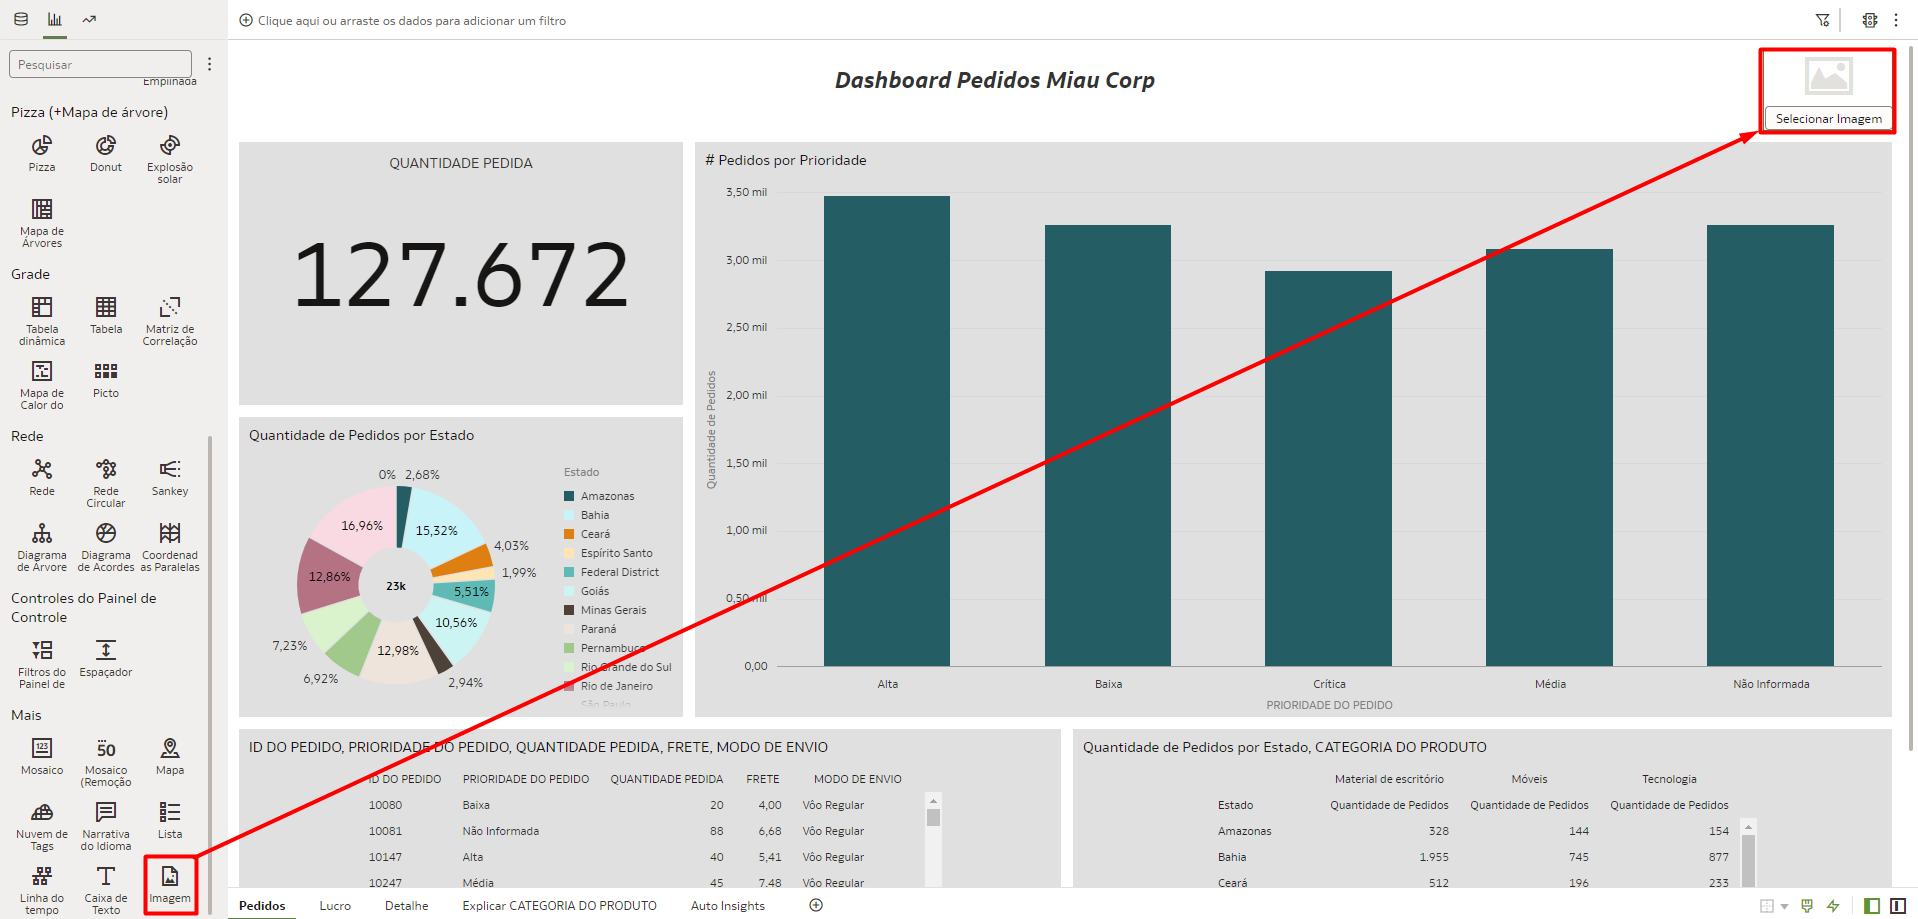 Clique aqui ou arraste os dados para adicionar um filtro
Pesquisar
Empilhada
Pizza (+Mapa de árvore)
Pizza
Donut
Explosão
solar
Mapa de
Árvores
Grade
Tabela
dinâmica
Tabela
Matriz de
Correlação
Mapa de
Calor do
Picto
Rede
Rede
Rede
Circular
Sankey
Diagrama
de Árvore
Diagrama
de Acordes
Coordenad
as Paralelas
Controles do Painel de
Controle
Filtros do
Painel de
Espaçador
Mais
123
Mosaico
50
Mosaico
(Remoção
Mapa
Nuvem de
Tags
Narrativa
do Idioma
Lista
Linha do
tempo
Caixa de
Texto
Imagem
Dashboard Pedidos Miau Corp
Selecionar Imagem
QUANTIDADE PEDIDA
127.672
# Pedidos por Prioridade
Quantidade de Pedidos
3,50 mil
3,00 mil
2,50 mil
2,00 mil
1,50 mil
1,00 mil
0,50 mil
0,00
Alta
Baixa
Crítica
Média
Não Informada
PRIORIDADE DO PEDIDO
Quantidade de Pedidos por Estado
0%
2,68%
15,32%
4,03%
1,99%
5,51%
10,56%
2,94%
12,98%
6,92%
7,23%
12,86%
16,96%
23k
Estado
Amazonas
Bahia
Ceará
Espírito Santo
Federal District
Goiás
Minas Gerais
Paraná
Pernambuco
Rio Grande do Sul
Rio de Janeiro
São Paulo
ID DO PEDIDO, PRIORIDADE DO PEDIDO, QUANTIDADE PEDIDA, FRETE, MODO DE ENVIO
ID DO PEDIDO PRIORIDADE DO PEDIDO QUANTIDADE PEDIDA FRETE MODO DE ENVIO
10080 Baixa 20 4,00 Vôo Regular
10081 Não Informada 88 6,68 Vôo Regular
10147 Alta 40 5,41 Vôo Regular
10247 Média 45 7,48 Vôo Regular
Quantidade de Pedidos por Estado, CATEGORIA DO PRODUTO
Material de escritório Móveis Tecnologia
Estado Quantidade de Pedidos Quantidade de Pedidos Quantidade de Pedidos
Amazonas 328 144 154
Bahia 1.955 745 877
Ceará 512 196 233
Pedidos
Lucro
Detalhe
Explicar CATEGORIA DO PRODUTO
Auto Insights